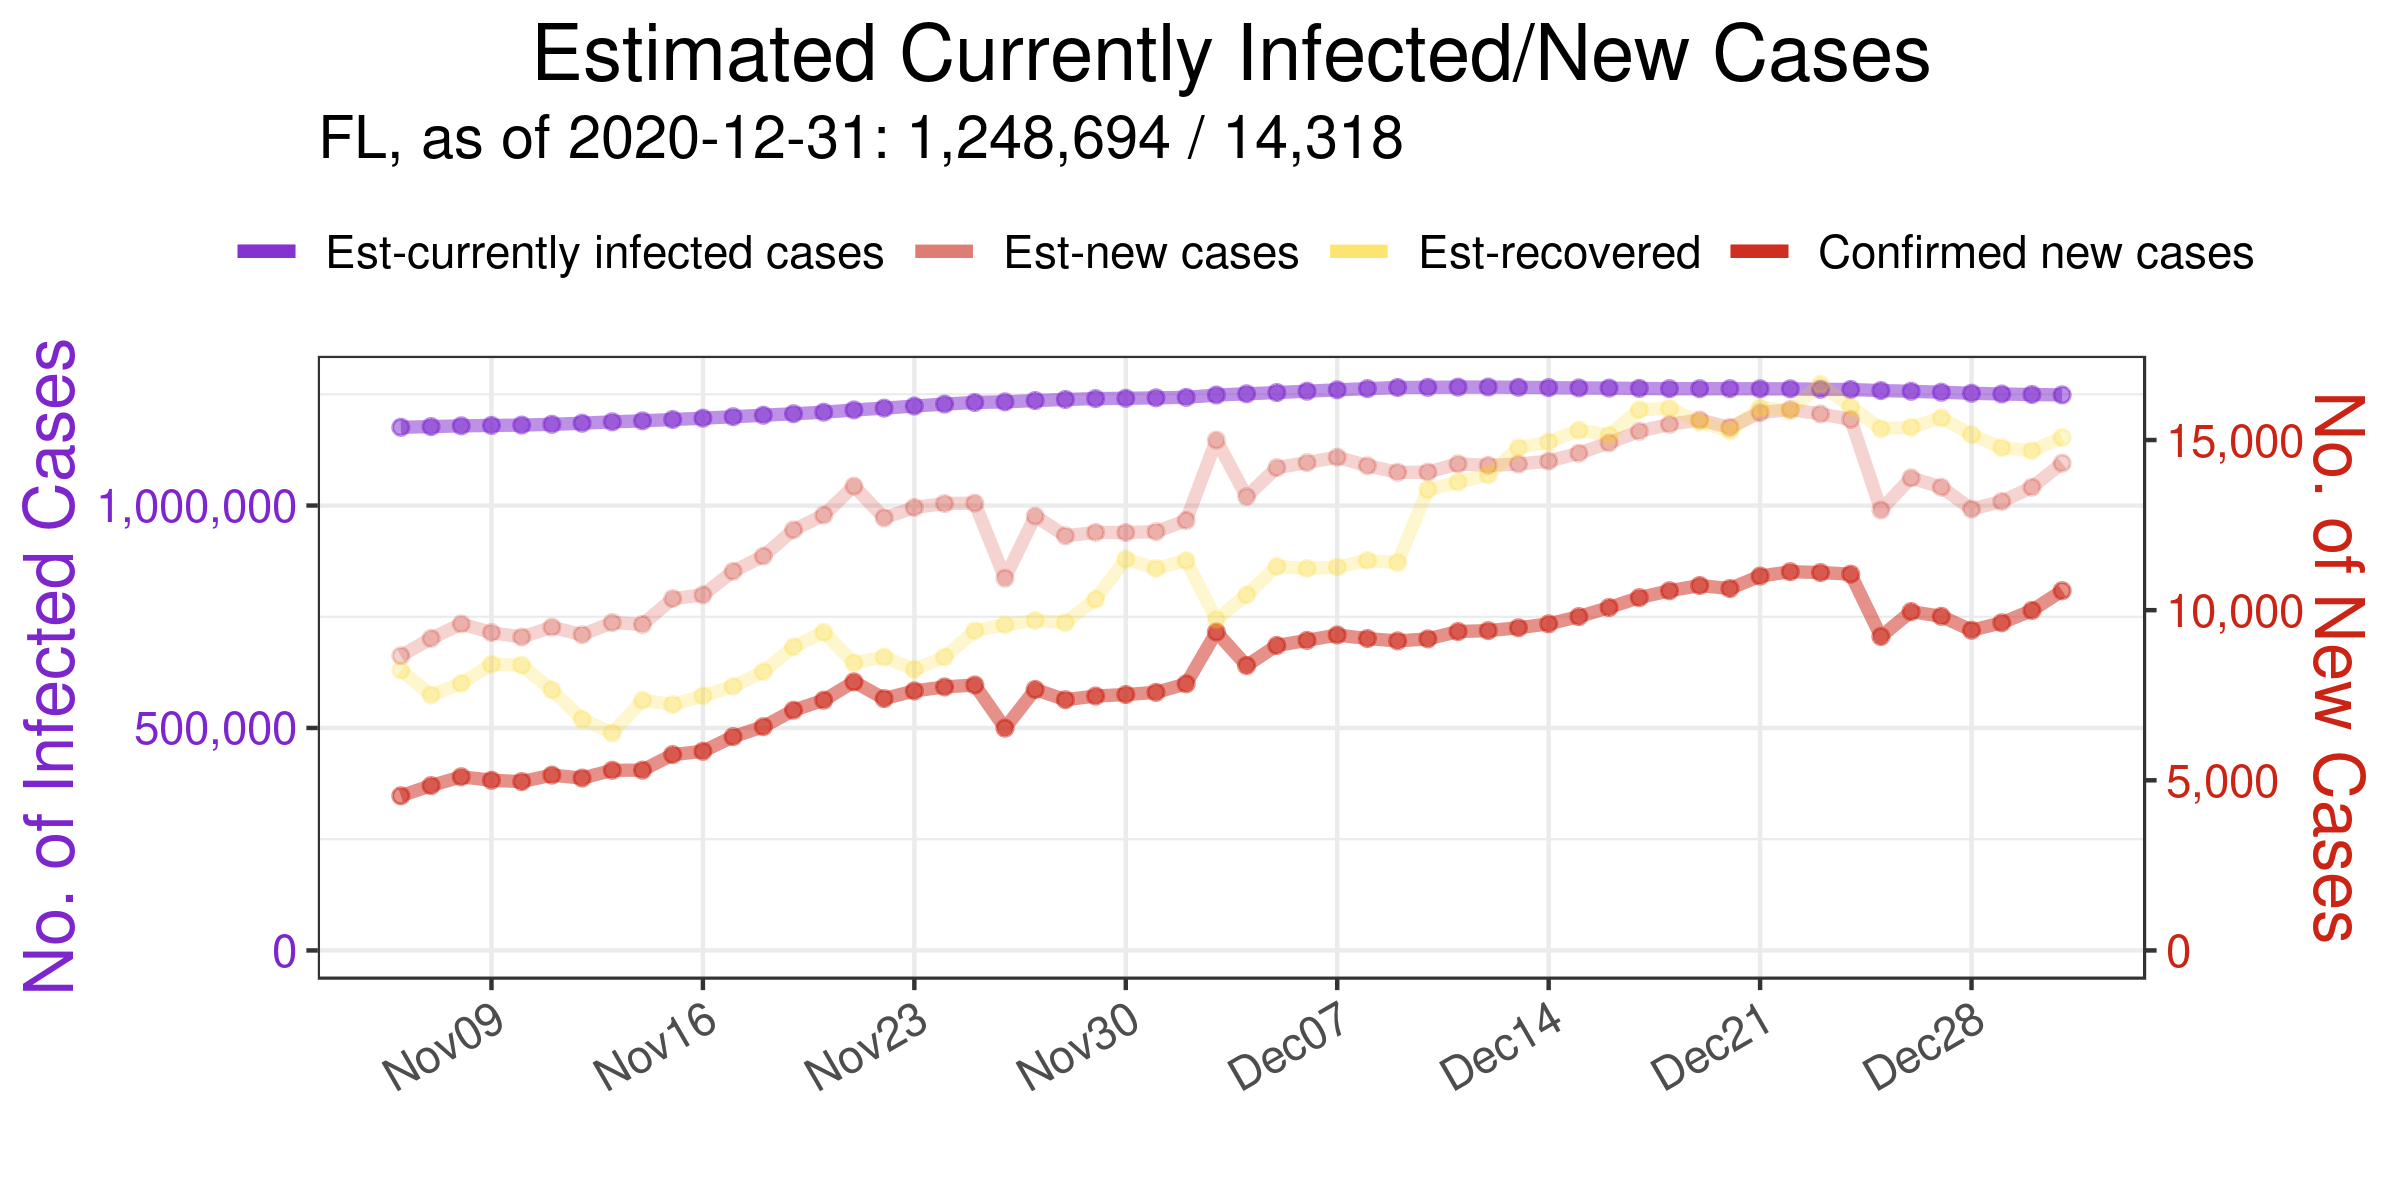 Estimated Currently Infected/New Cases
FL, as of 2020-12-31: 1,248,694 / 14,318
Est-currently infected cases Est-new cases Est-recovered Confirmed new cases
No. of Infected Cases
1,000,000
500,000
0
15,000
10,000
5,000
0
No. of New Cases
Nov09 Nov16 Nov23 Nov30 Dec07 Dec14 Dec21 Dec28